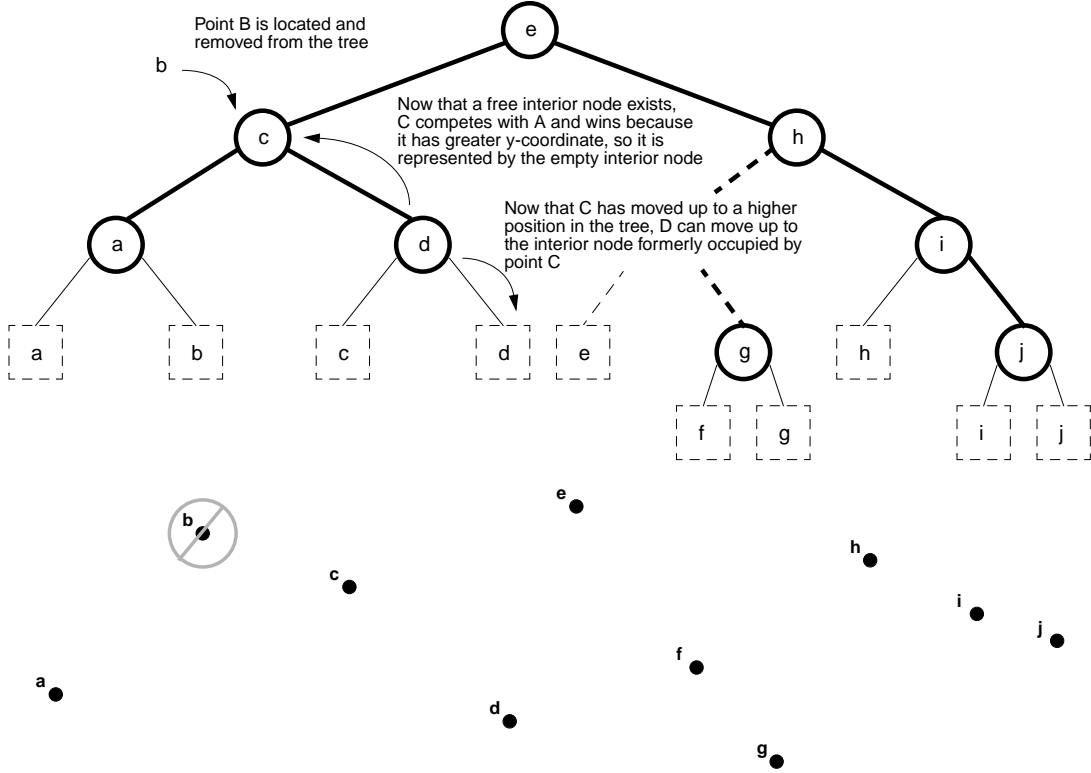 Point B is located and
removed from the tree
e
b
Now that a free interior node exists,
C competes with A and wins because
it has greater y-coordinate, so it is
represented by the empty interior node
c
h
Now that C has moved up to a higher
position in the tree, D can move up to
the interior node formerly occupied by
point C
a
d
i
a
b
c
d
e
g
h
j
f
g
i
j
e
b
h
c
i
j
f
a
d
g